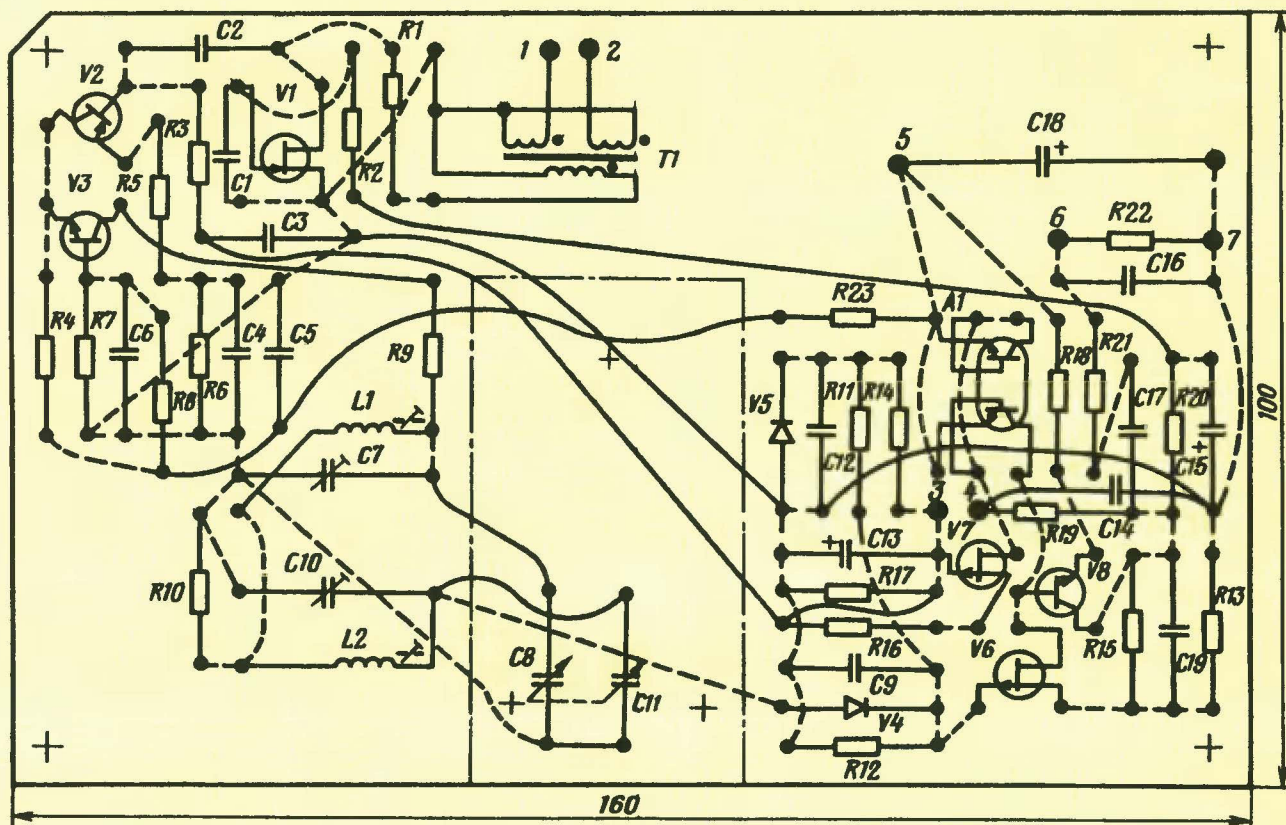 C2
R1
1
2
V2
V1
R3
C1
R2
T1
5
C18
+
V3
R5
C3
6
R22
7
C16
R4
R7
C6
R8
R6
C4
C5
R9
R23
A1
R18
R21
C17
R20
V5
R11
R14
C12
C15
+
L1
C7
3
4
R19
C14
V7
+
C13
R17
V8
R13
R10
C10
L2
R16
V6
R15
C19
C8
C11
C9
V4
R12
100
160